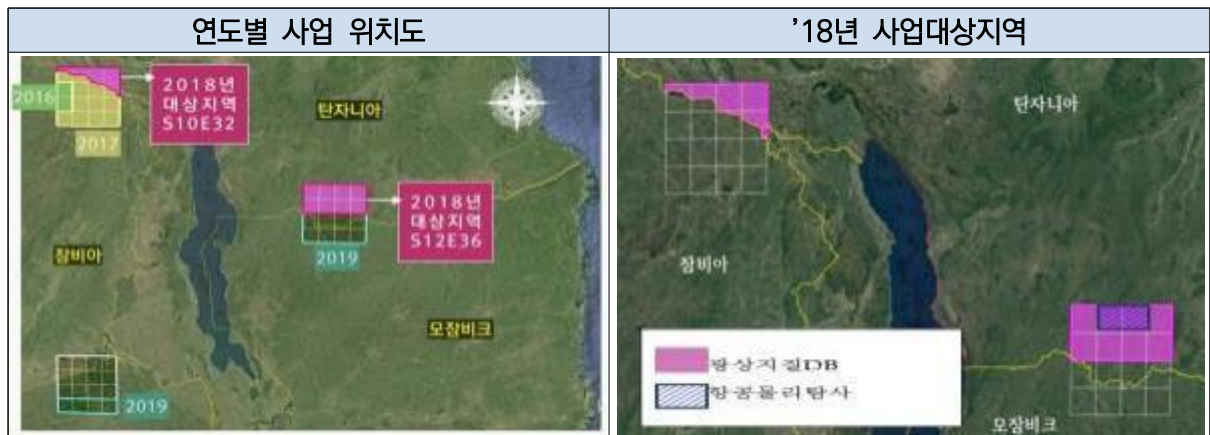 연도별 사업 위치도
’18년 사업대상지역
2016
2017
2018년
대상지역
S10E32
탄자니아
2018년
대상지역
S12E36
2019
잠비아
모잠비크
2019
탄자니아
잠비아
광상지질DB
항공물리탐사
모잠비크